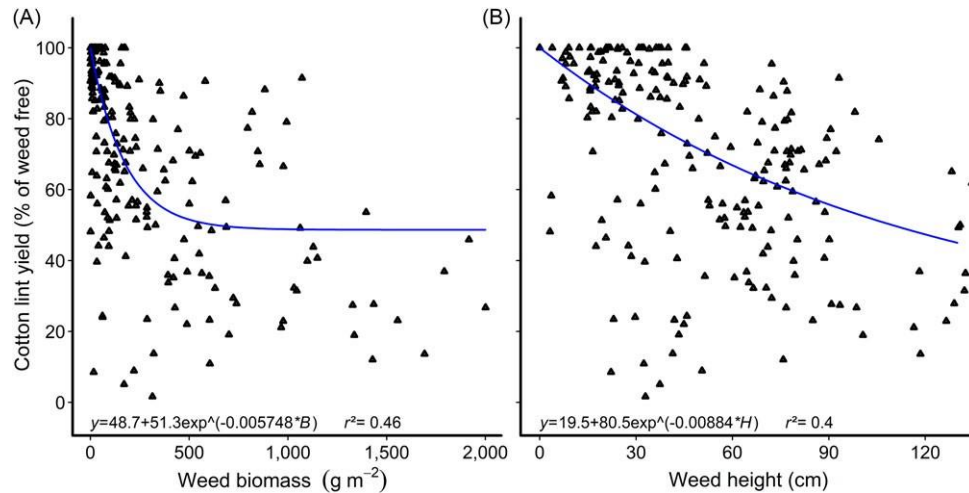 (A)
(B)
Cotton lint yield (% of weed free)
100
80
60
40
20
0
y=48.7+51.3exp^(-0.005748*B) r²= 0.46
y=19.5+80.5exp^(-0.00884*H) r²= 0.4
0 500 1,000 1,500 2,000
0 30 60 90 120
Weed biomass (g m⁻²)
Weed height (cm)